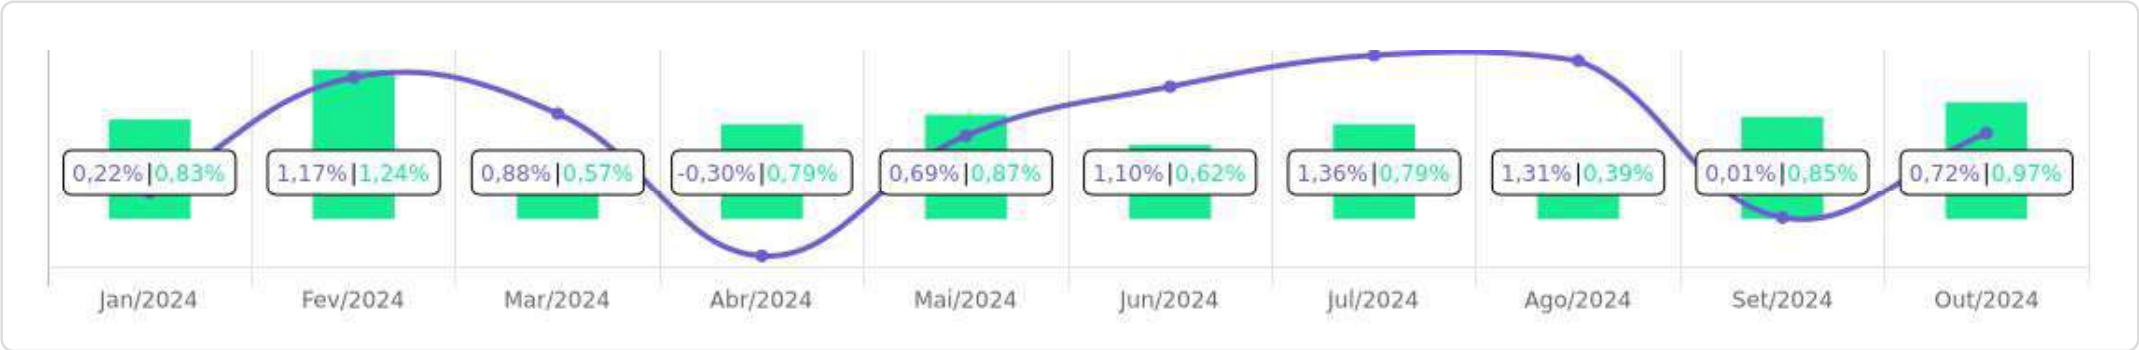 0,22%|0,83% 1,17%|1,24% 0,88%|0,57% -0,30%|0,79% 0,69%|0,87% 1,10%|0,62% 1,36%|0,79% 1,31%|0,39% 0,01%|0,85% 0,72%|0,97%
Jan/2024 Fev/2024 Mar/2024 Abr/2024 Mai/2024 Jun/2024 Jul/2024 Ago/2024 Set/2024 Out/2024